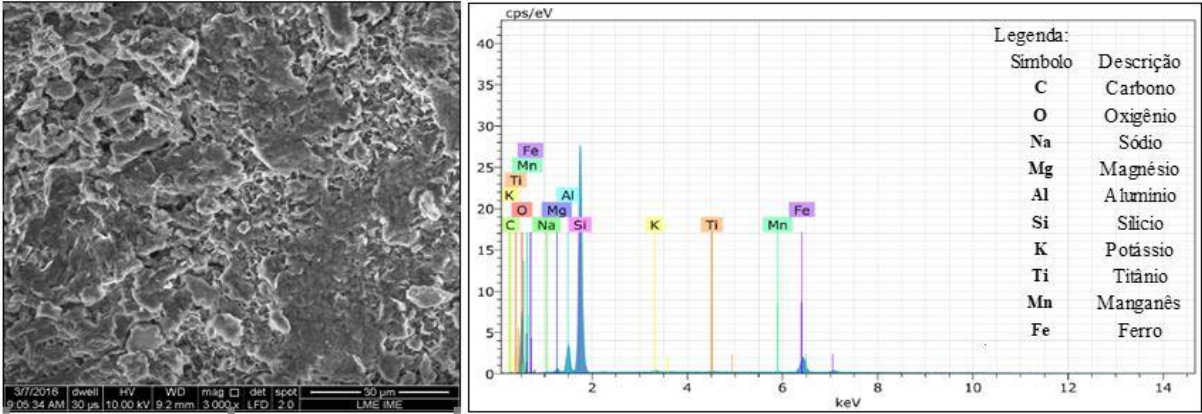 3/7/2016 dwell HV WD mag □ det spot 30 µm
9:05:34 AM 30 µs 10.00 kV 9.2 mm 3 000 x LFD 2.0 LME IME
cps/eV
40
35
30
25
20
15
10
5
0
Fe
Mn
Ti
K Al
O Mg Fe
C Na Si K Ti Mn
2 4 6 8 10 12 14
keV
Legenda:
Simbolo Descrição
C Carbono
O Oxigênio
Na Sódio
Mg Magnésio
Al Aluminio
Si Silicio
K Potássio
Ti Titânio
Mn Manganês
Fe Ferro